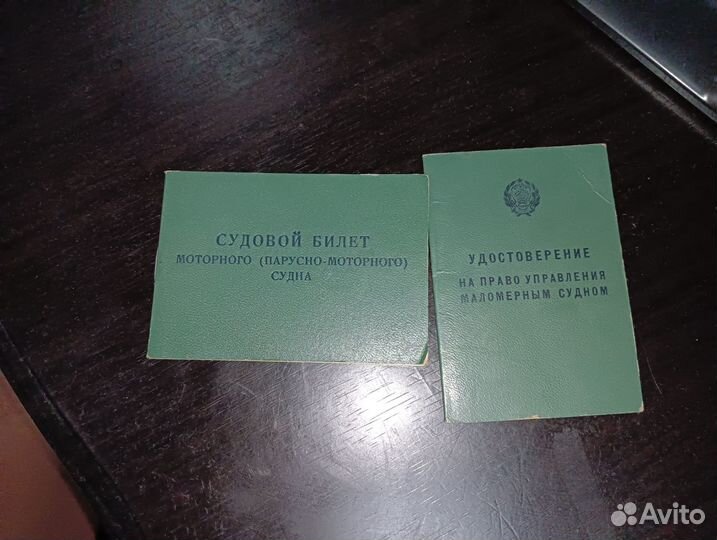 СУДОВОЙ БИЛЕТ
МОТОРНОГО (ПАРУСНО-МОТОРНОГО)
СУДНА
УДОСТОВЕРЕНИЕ
НА ПРАВО УПРАВЛЕНИЯ
МАЛОМЕРНЫМ СУДНОМ
Avito